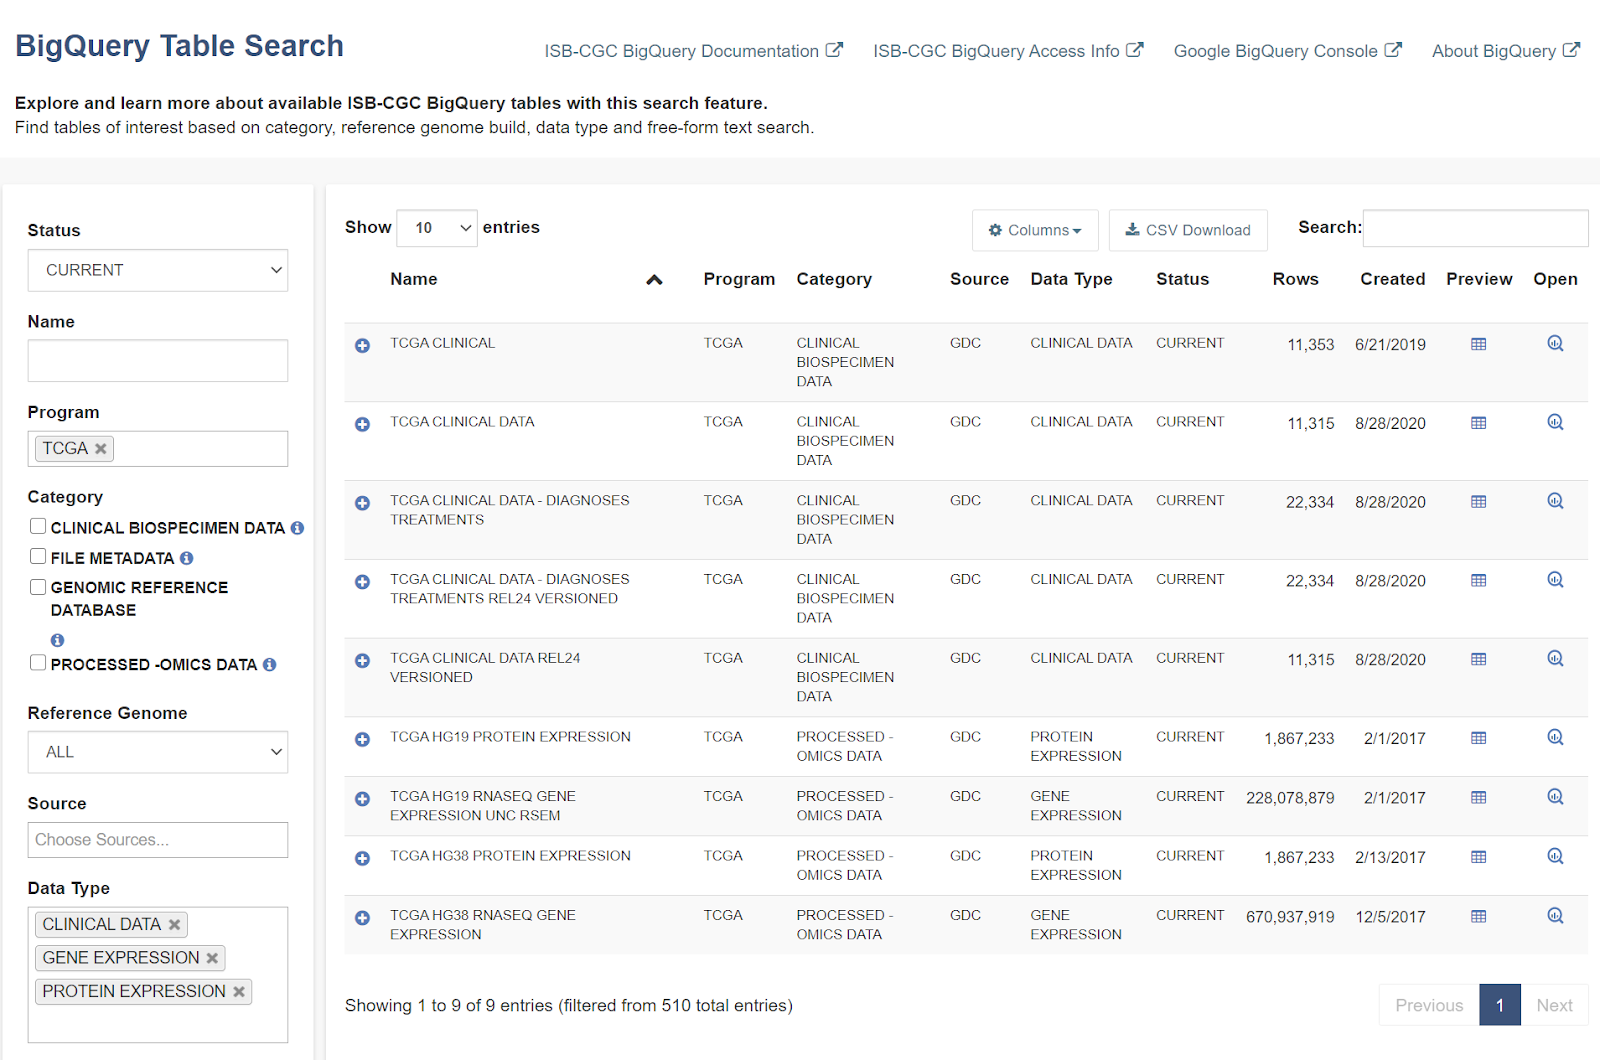 BigQuery Table Search
ISB-CGC BigQuery Documentation
ISB-CGC BigQuery Access Info
Google BigQuery Console
About BigQuery
Explore and learn more about available ISB-CGC BigQuery tables with this search feature.
Find tables of interest based on category, reference genome build, data type and free-form text search.
Status
CURRENT
Name
Program
TCGA
Category
CLINICAL BIOSPECIMEN DATA
FILE METADATA
GENOMIC REFERENCE
DATABASE
PROCESSED -OMICS DATA
Reference Genome
ALL
Source
Choose Sources...
Data Type
CLINICAL DATA
GENE EXPRESSION
PROTEIN EXPRESSION
Show 10 entries
Columns
CSV Download
Search:
Name Program Category Source Data Type Status Rows Created Preview Open
TCGA CLINICAL TCGA CLINICAL GDC CLINICAL DATA CURRENT 11,353 6/21/2019
BIOSPECIMEN
DATA
TCGA CLINICAL DATA TCGA CLINICAL GDC CLINICAL DATA CURRENT 11,315 8/28/2020
BIOSPECIMEN
DATA
TCGA CLINICAL DATA - DIAGNOSES TCGA CLINICAL GDC CLINICAL DATA CURRENT 22,334 8/28/2020
TREATMENTS BIOSPECIMEN
DATA
TCGA CLINICAL DATA - DIAGNOSES TCGA CLINICAL GDC CLINICAL DATA CURRENT 22,334 8/28/2020
TREATMENTS REL24 VERSIONED BIOSPECIMEN
DATA
TCGA CLINICAL DATA REL24 TCGA CLINICAL GDC CLINICAL DATA CURRENT 11,315 8/28/2020
VERSIONED BIOSPECIMEN
DATA
TCGA HG19 PROTEIN EXPRESSION TCGA PROCESSED - GDC PROTEIN CURRENT 1,867,233 2/1/2017
OMICS DATA EXPRESSION
TCGA HG19 RNASEQ GENE TCGA PROCESSED - GDC GENE CURRENT 228,078,879 2/1/2017
EXPRESSION UNC RSEM OMICS DATA EXPRESSION
TCGA HG38 PROTEIN EXPRESSION TCGA PROCESSED - GDC PROTEIN CURRENT 1,867,233 2/13/2017
OMICS DATA EXPRESSION
TCGA HG38 RNASEQ GENE TCGA PROCESSED - GDC GENE CURRENT 670,937,919 12/5/2017
EXPRESSION OMICS DATA EXPRESSION
Showing 1 to 9 of 9 entries (filtered from 510 total entries)
Previous 1 Next